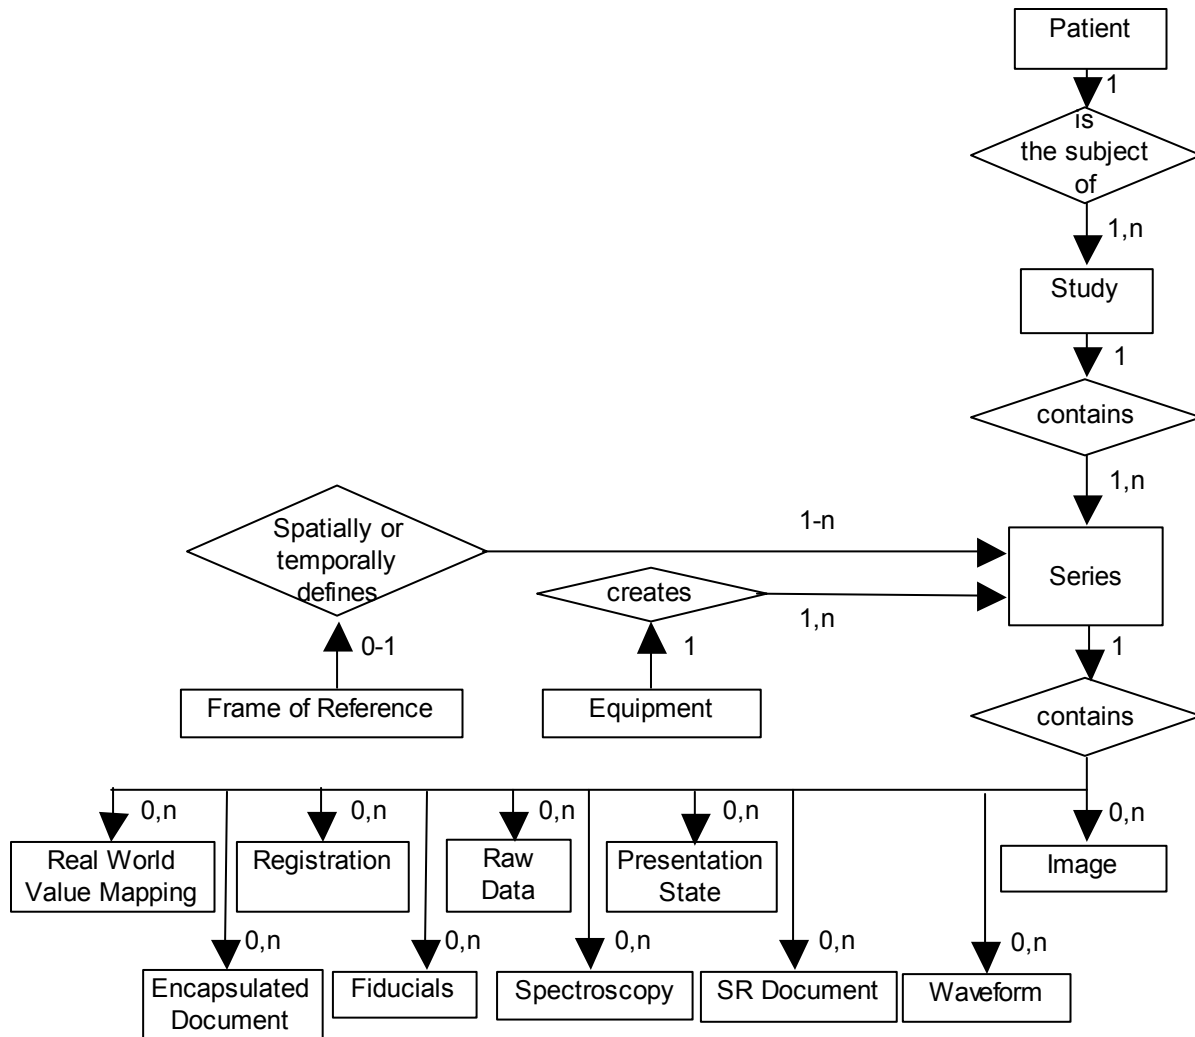 Patient
1
is
the subject
of
1,n
Study
1
contains
1,n
Spatially or
temporally
defines
1-n
Series
creates
1,n
0-1
1
1
Frame of Reference
Equipment
contains
0,n
0,n
0,n
0,n
0,n
Real World
Value Mapping
Registration
Raw
Data
Presentation
State
Image
0,n
0,n
0,n
0,n
0,n
Encapsulated
Document
Fiducials
Spectroscopy
SR Document
Waveform